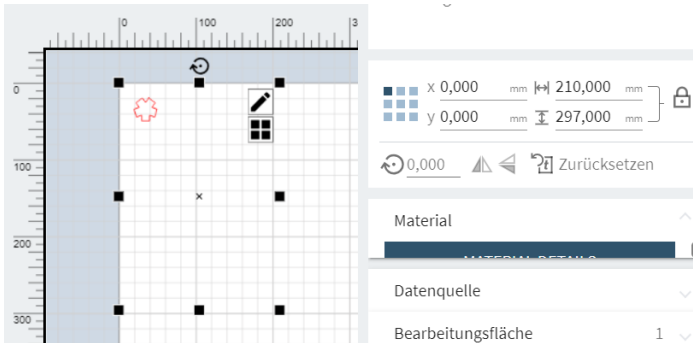 0 100 200 3
0
100
200
300
x 0,000 mm 210,000 mm
y 0,000 mm 297,000 mm
0,000 Zurücksetzen
Material
MATERIAL DETAILS
Datenquelle
Bearbeitungsfläche 1